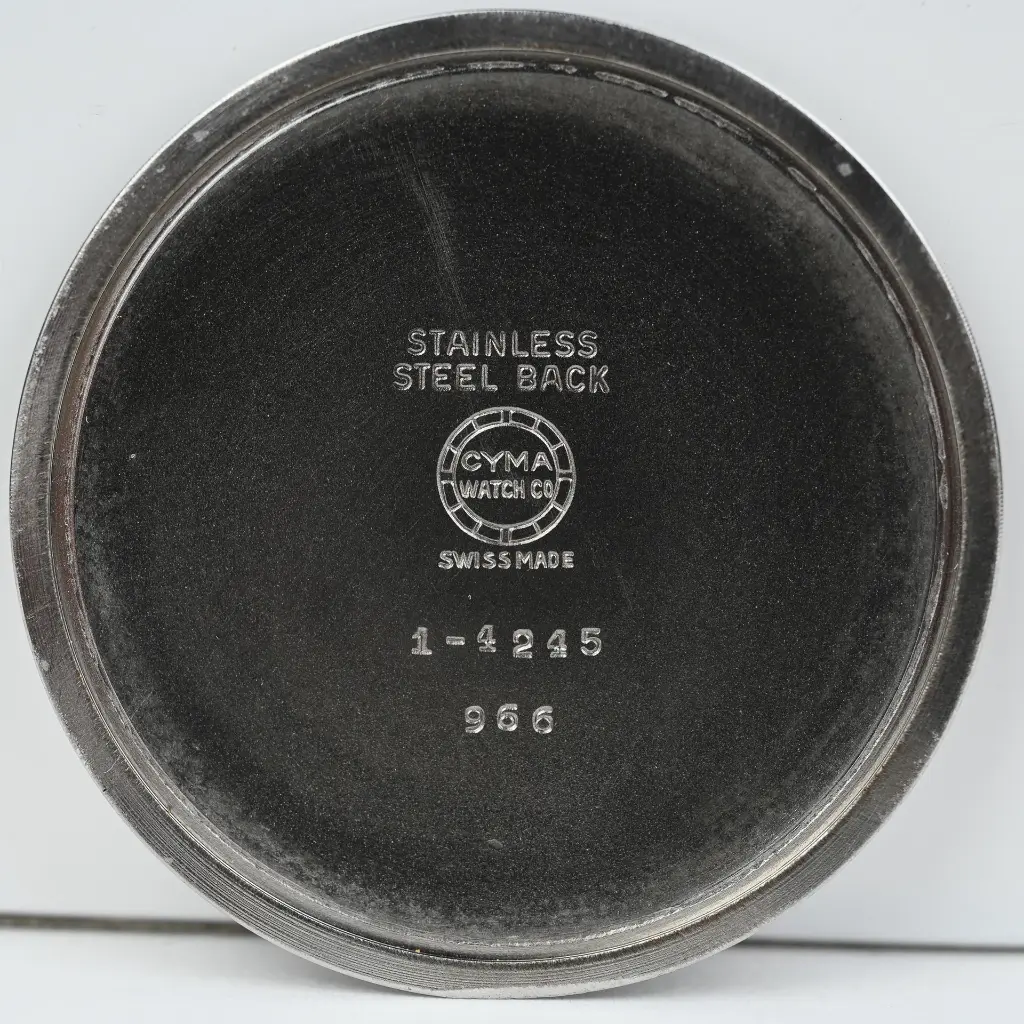 STAINLESS
STEEL BACK
CYMA
WATCH CO
SWISS MADE
1-4245
966